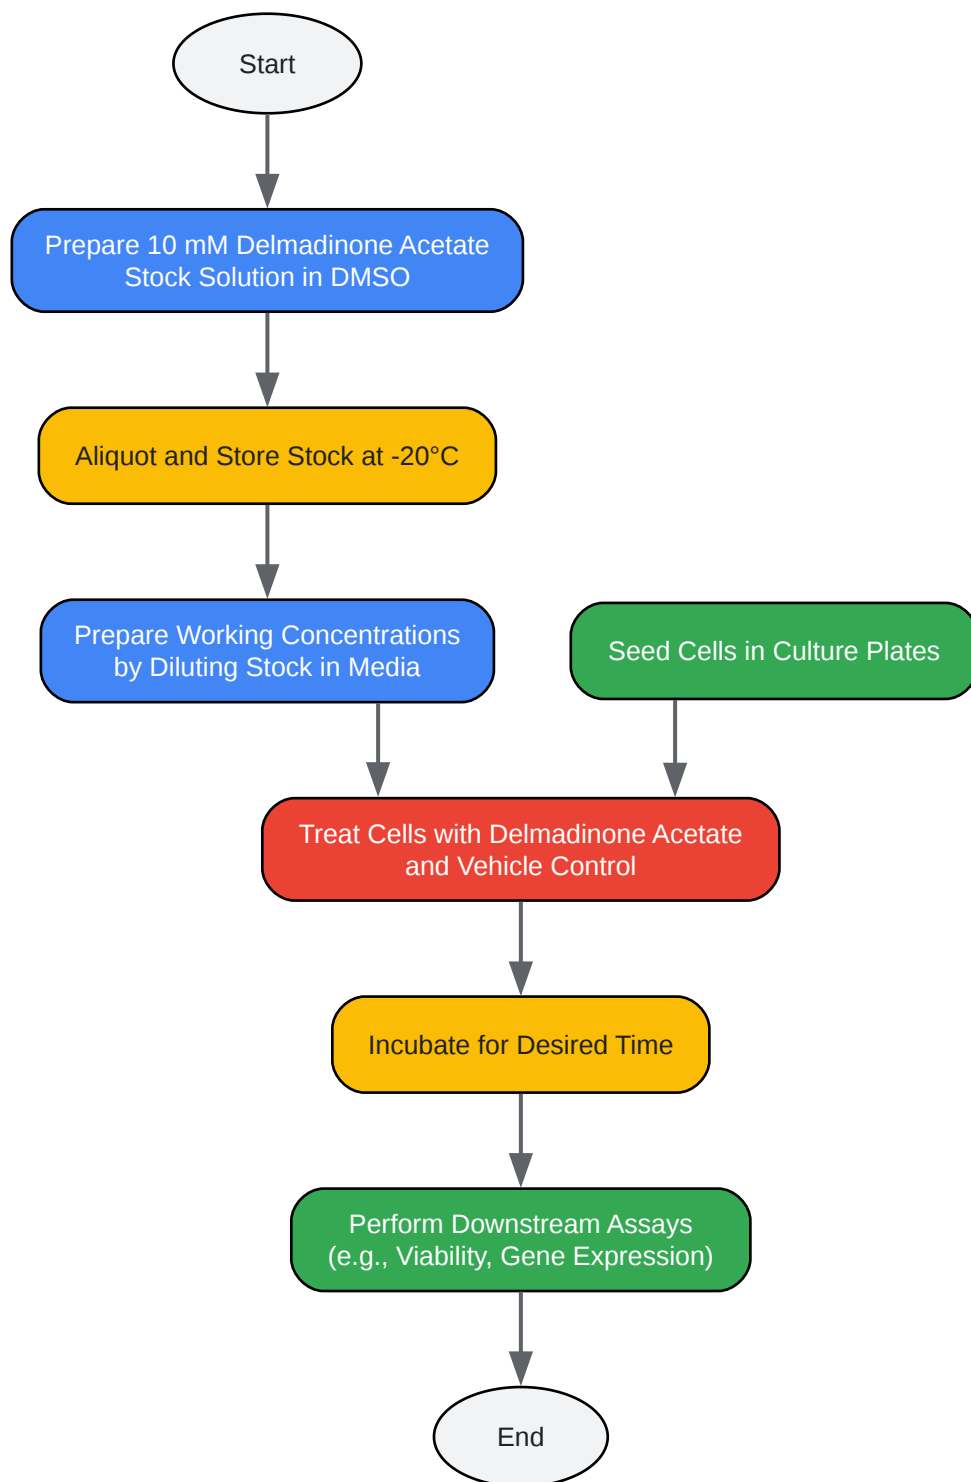 Start
Prepare 10 mM Delmadinone Acetate
Stock Solution in DMSO
Aliquot and Store Stock at -20°C
Prepare Working Concentrations
by Diluting Stock in Media
Seed Cells in Culture Plates
Treat Cells with Delmadinone Acetate
and Vehicle Control
Incubate for Desired Time
Perform Downstream Assays
(e.g., Viability, Gene Expression)
End